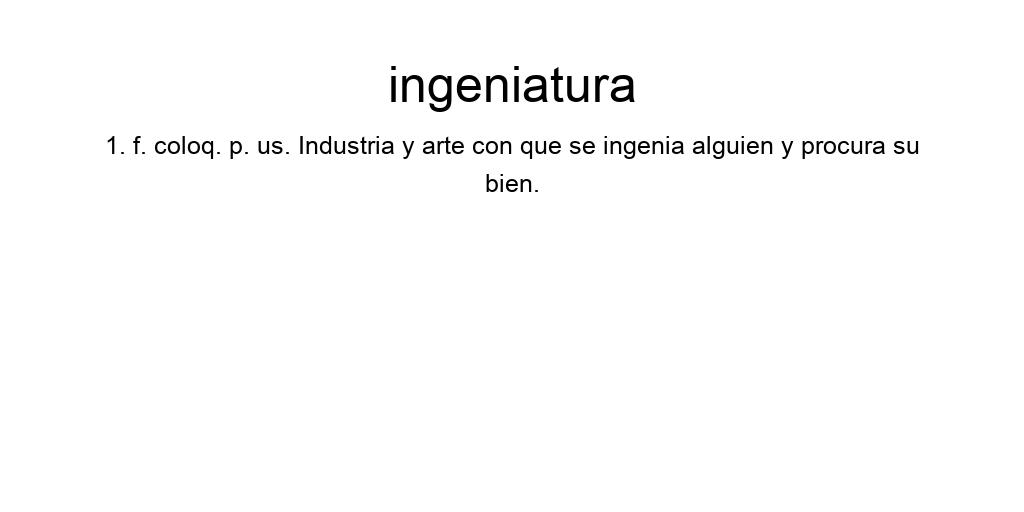 ingeniatura
1. f. coloq. p. us. Industria y arte con que se ingenia alguien y procura su
bien.